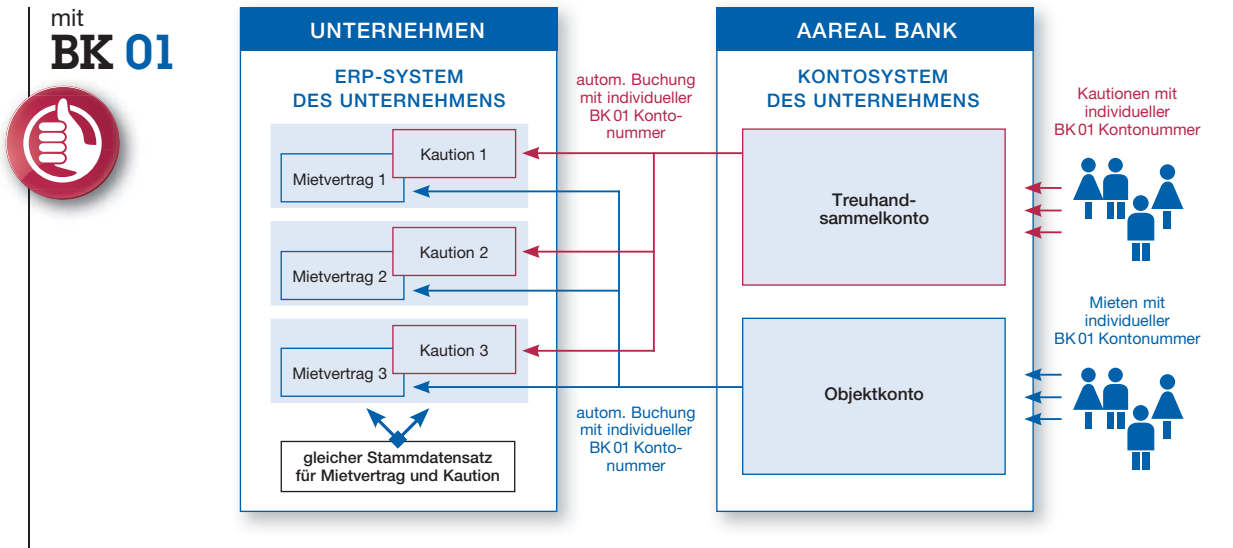 mit
BK 01
UNTERNEHMEN
ERP-SYSTEM
DES UNTERNEHMENS
Kaution 1
Mietvertrag 1
Kaution 2
Mietvertrag 2
Kaution 3
Mietvertrag 3
gleicher Stammdatensatz
für Mietvertrag und Kaution
autom. Buchung
mit individueller
BK 01 Konto-
nummer
autom. Buchung
mit individueller
BK 01 Konto-
nummer
AAREAL BANK
KONTOSYSTEM
DES UNTERNEHMENS
Treuhand-
sammelkonto
Objektkonto
Kautionen mit
individueller
BK 01 Kontonummer
Mieten mit
individueller
BK 01 Kontonummer